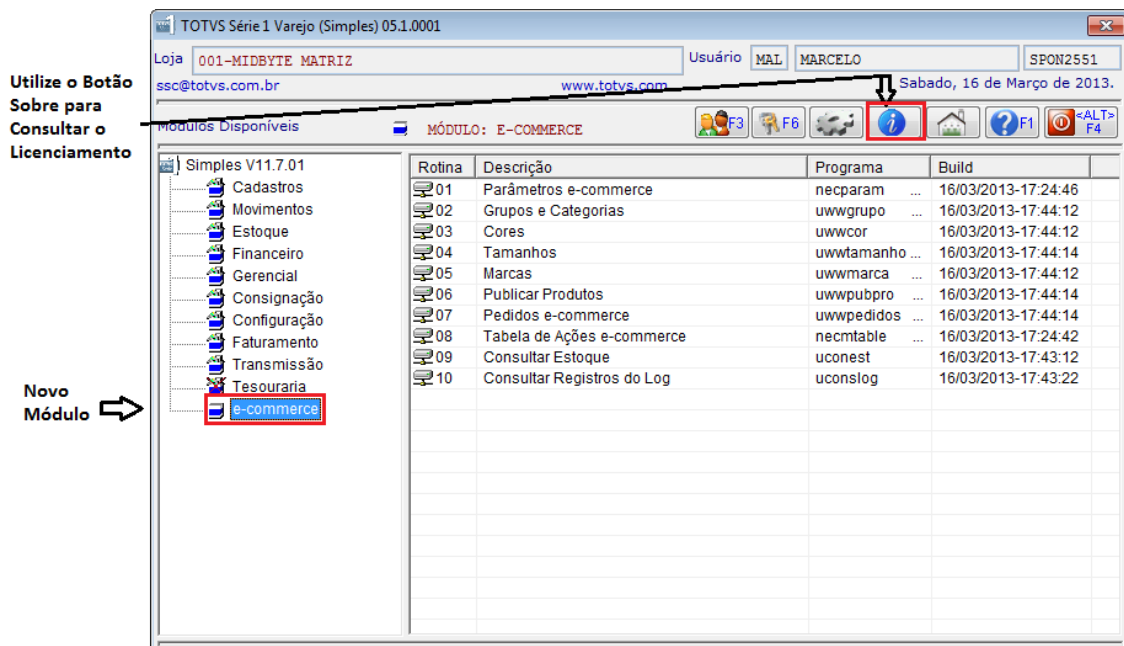 TOTVS Série 1 Varejo (Simples) 05.1.0001
Loja 001-MIDBYTE MATRIZ Usuário MAL MARCELO SPON2551
ssc@totvs.com.br www.totvs.com Sabado, 16 de Março de 2013.
Utilize o Botão
Sobre para
Consultar o
Licenciamento
Módulos Disponíveis MÓDULO: E-COMMERCE F3 F6 F1 <ALT> F4
Simples V11.7.01
Cadastros
Movimentos
Estoque
Financeiro
Gerencial
Consignação
Configuração
Faturamento
Transmissão
Tesouraria
e-commerce
Novo
Módulo
Rotina Descrição Programa Build
01 Parâmetros e-commerce necparam ... 16/03/2013-17:24:46
02 Grupos e Categorias uwwgrupo ... 16/03/2013-17:44:12
03 Cores uwwcor 16/03/2013-17:44:12
04 Tamanhos uwwtamanho ... 16/03/2013-17:44:14
05 Marcas uwwmarca ... 16/03/2013-17:44:12
06 Publicar Produtos uwwpubpro ... 16/03/2013-17:44:14
07 Pedidos e-commerce uwwpedidos ... 16/03/2013-17:44:14
08 Tabela de Ações e-commerce necmtable ... 16/03/2013-17:24:42
09 Consultar Estoque uconest 16/03/2013-17:43:12
10 Consultar Registros do Log uconslog 16/03/2013-17:43:22